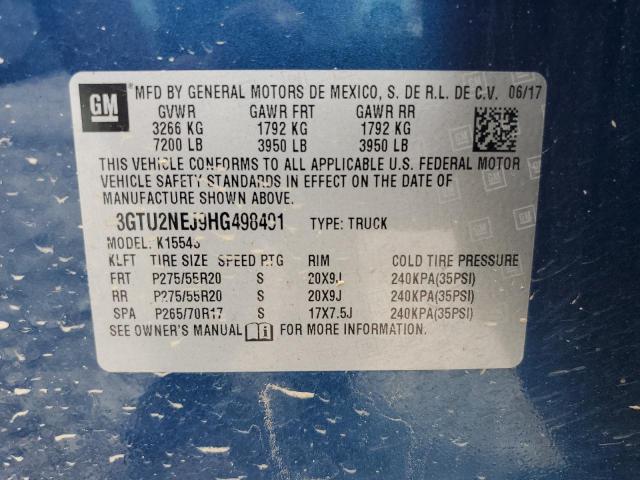 GM ® MFD BY GENERAL MOTORS DE MEXICO, S. DE R.L. DE C.V. 06/17
GVWR GAWR FRT GAWR RR
3266 KG 1792 KG 1792 KG
7200 LB 3950 LB 3950 LB
THIS VEHICLE CONFORMS TO ALL APPLICABLE U.S. FEDERAL MOTOR
VEHICLE SAFETY STANDARDS IN EFFECT ON THE DATE OF
MANUFACTURE SHOWN ABOVE.
3GTU2NEJ9HG498491 TYPE: TRUCK
MODEL: K15543
KLFT TIRE SIZE SPEED RTG RIM COLD TIRE PRESSURE
FRT P275/55R20 S 20X9J 240KPA(35PSI)
RR P275/55R20 S 20X9J 240KPA(35PSI)
SPA P265/70R17 S 17X7.5J 240KPA(35PSI)
SEE OWNER'S MANUAL FOR MORE INFORMATION.